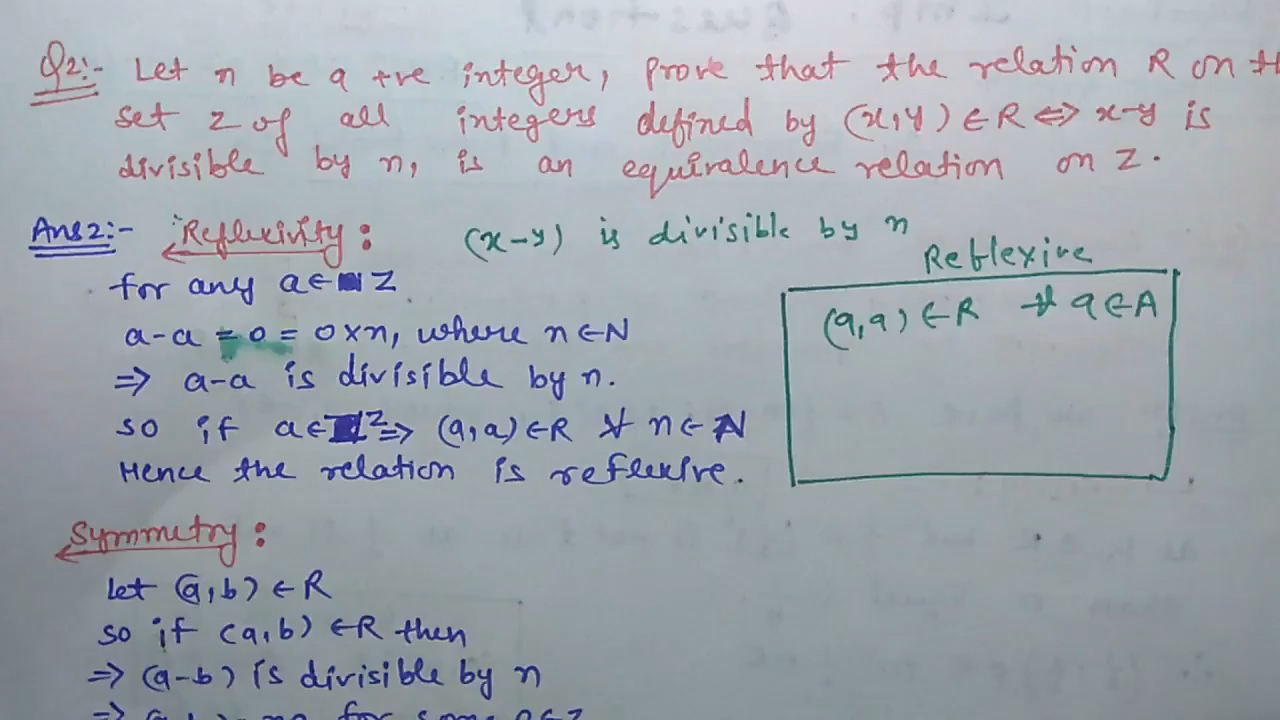 Q2:- Let n be a +ve integer, prove that the relation R on
set Z of all integers defined by (x,y) ∈ R ⇔ x-y is
divisible by n, is an equivalence relation on Z.
Ans2:- Reflexivity: (x-y) is divisible by n
for any a ∈ Z
a-a = 0 = 0×n, where n ∈ N
⇒ a-a is divisible by n.
so if a ∈ Z ⇒ (a,a) ∈ R ∀ n ∈ N
Hence the relation is reflexive.
Reflexive
(a,a) ∈ R ∀ a ∈ A
Symmetry:
Let (a,b) ∈ R
so if (a,b) ∈ R then
⇒ (a-b) is divisible by n
⇒ for some